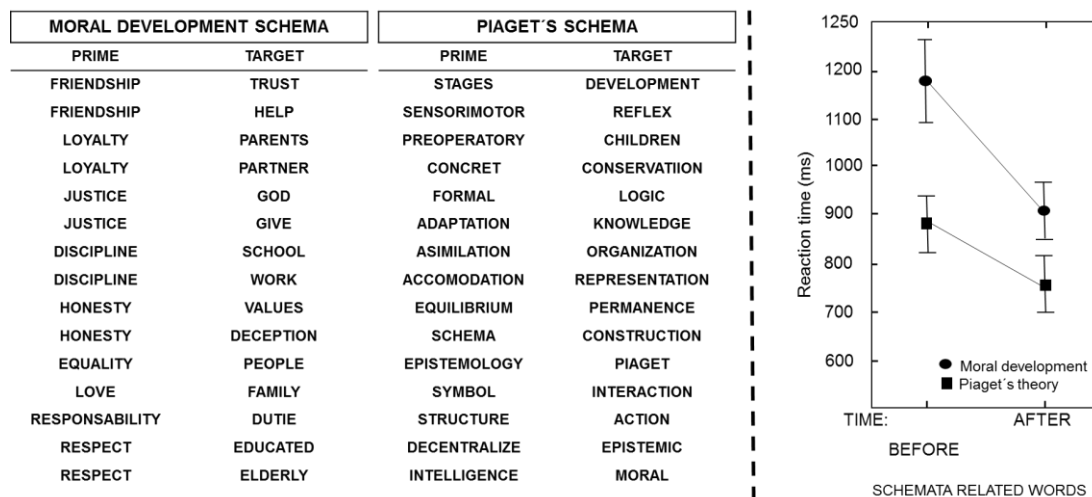 MORAL DEVELOPMENT SCHEMA PIAGET´S SCHEMA
PRIME TARGET PRIME TARGET
FRIENDSHIP TRUST STAGES DEVELOPMENT
FRIENDSHIP HELP SENSORIMOTOR REFLEX
LOYALTY PARENTS PREOPERATORY CHILDREN
LOYALTY PARTNER CONCRET CONSERVATIION
JUSTICE GOD FORMAL LOGIC
JUSTICE GIVE ADAPTATION KNOWLEDGE
DISCIPLINE SCHOOL ASIMILATION ORGANIZATION
DISCIPLINE WORK ACCOMODATION REPRESENTATION
HONESTY VALUES EQUILIBRIUM PERMANENCE
HONESTY DECEPTION SCHEMA CONSTRUCTION
EQUALITY PEOPLE EPISTEMOLOGY PIAGET
LOVE FAMILY SYMBOL INTERACTION
RESPONSABILITY DUTIE STRUCTURE ACTION
RESPECT EDUCATED DECENTRALIZE EPISTEMIC
RESPECT ELDERLY INTELLIGENCE MORAL
Reaction time (ms)
1250
1200
1100
1000
900
800
700
600
Moral development
Piaget´s theory
TIME: AFTER
BEFORE
SCHEMATA RELATED WORDS